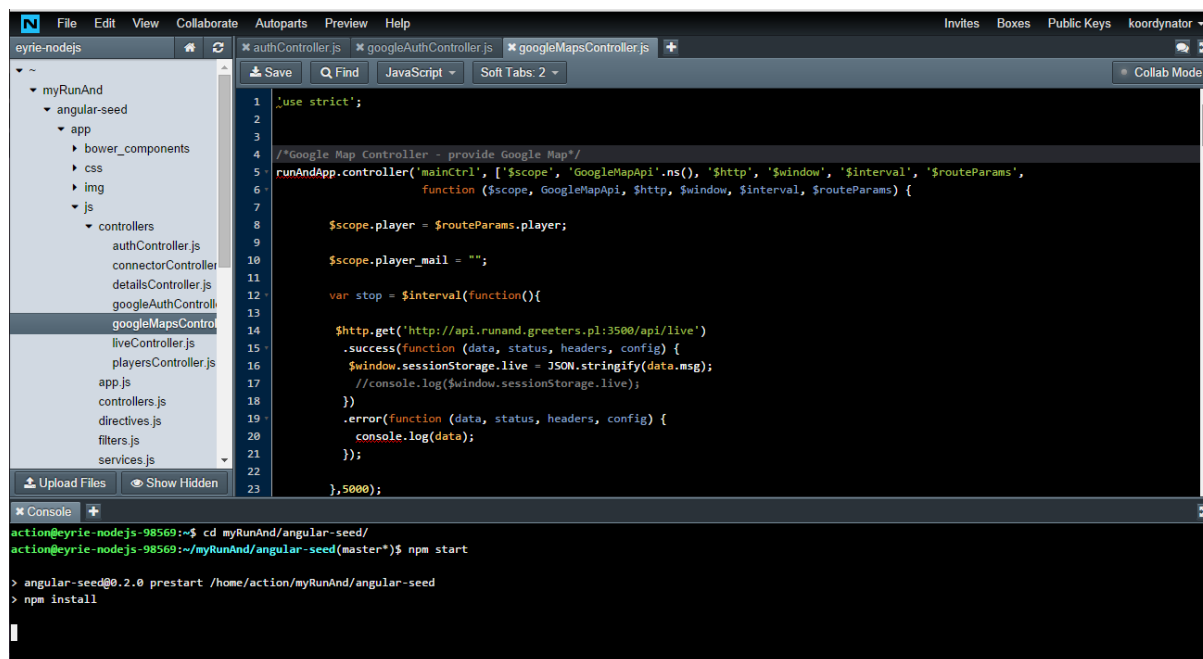 N File Edit View Collaborate Autoparts Preview Help Invites Boxes Public Keys koordynator
eyrie-nodejs
authController.js googleAuthController.js googleMapsController.js
Save Find JavaScript Soft Tabs: 2 Collab Mode
~
myRunAnd
angular-seed
app
bower_components
css
img
js
controllers
authController.js
connectorController
detailsController.js
googleAuthControll
googleMapsControl
liveController.js
playersController.js
app.js
controllers.js
directives.js
filters.js
services.js
Upload Files Show Hidden
1 'use strict';
2
3
4 /*Google Map Controller - provide Google Map*/
5 runAndApp.controller('mainCtrl', ['$scope', 'GoogleMapApi'.ns(), '$http', '$window', '$interval', '$routeParams',
6 function ($scope, GoogleMapApi, $http, $window, $interval, $routeParams) {
7
8 $scope.player = $routeParams.player;
9
10 $scope.player_mail = "";
11
12 var stop = $interval(function(){
13
14 $http.get('http://api.runand.greeters.pl:3500/api/live')
15 .success(function (data, status, headers, config) {
16 $window.sessionStorage.live = JSON.stringify(data.msg);
17 //console.log($window.sessionStorage.live);
18 })
19 .error(function (data, status, headers, config) {
20 console.log(data);
21 });
22
23 },5000);
Console
action@eyrie-nodejs-98569:~$ cd myRunAnd/angular-seed/
action@eyrie-nodejs-98569:~/myRunAnd/angular-seed(master*)$ npm start
> angular-seed@0.2.0 prestart /home/action/myRunAnd/angular-seed
> npm install